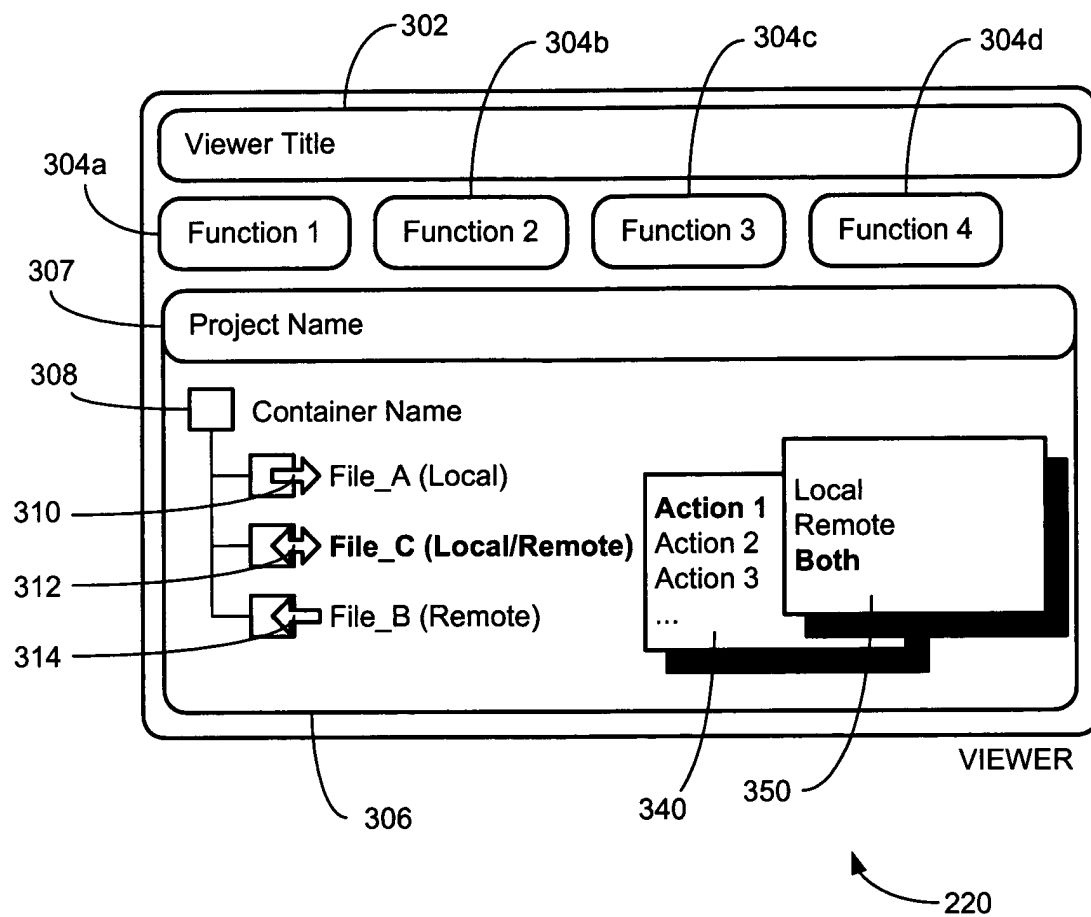 302
304b
304c
304d
Viewer Title
304a
Function 1
Function 2
Function 3
Function 4
307
Project Name
308
Container Name
File_A (Local)
310
File_C (Local/Remote)
312
File_B (Remote)
314
Action 1
Action 2
Action 3
...
Local
Remote
Both
VIEWER
306
340
350
220